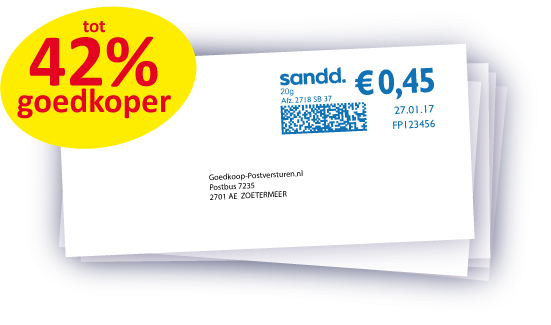 tot
42%
goedkoper
sandd.
€0,45
20g
Afz. 2718 SB 37
27.01.17
FP123456
Goedkoop-Postversturen.nl
Postbus 7235
2701 AE ZOETERMEER